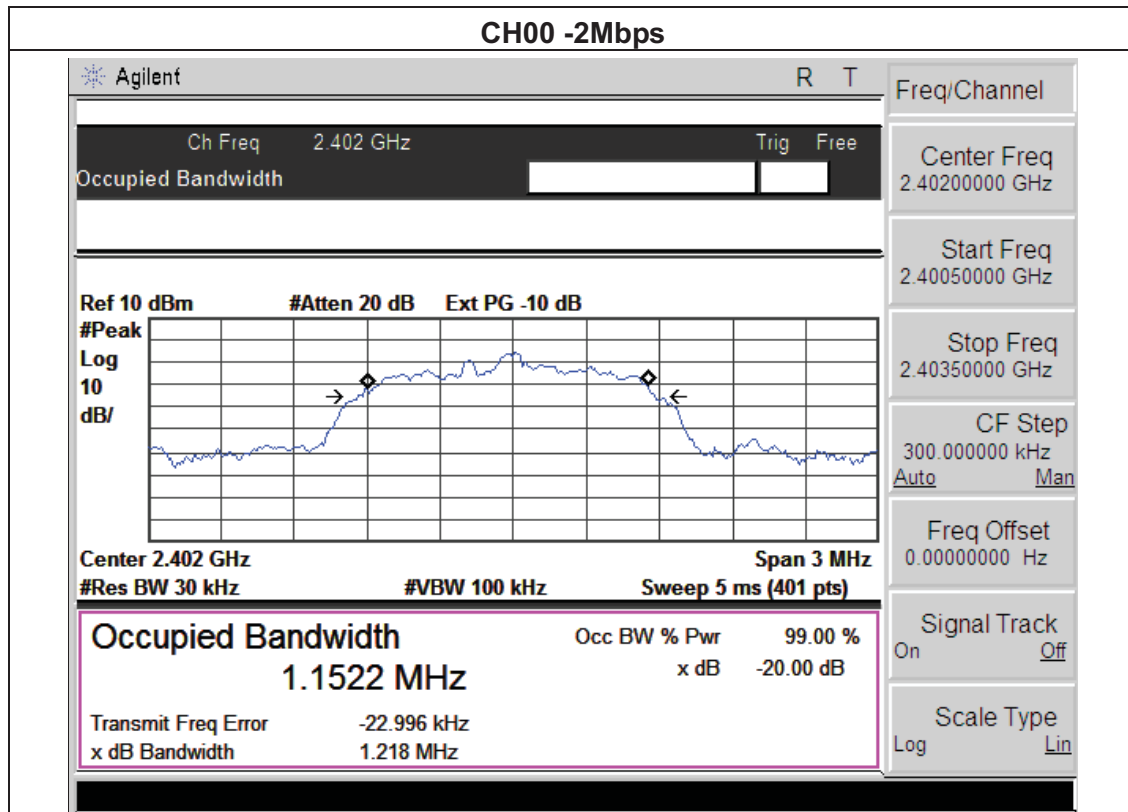 CH00 -2Mbps
Agilent R T
Ch Freq 2.402 GHz Trig Free
Occupied Bandwidth
Ref 10 dBm #Atten 20 dB Ext PG -10 dB
#Peak
Log
10
dB/
Center 2.402 GHz Span 3 MHz
#Res BW 30 kHz #VBW 100 kHz Sweep 5 ms (401 pts)
Occupied Bandwidth Occ BW % Pwr 99.00 %
1.1522 MHz x dB -20.00 dB
Transmit Freq Error -22.996 kHz
x dB Bandwidth 1.218 MHz
Freq/Channel
Center Freq
2.40200000 GHz
Start Freq
2.40050000 GHz
Stop Freq
2.40350000 GHz
CF Step
300.000000 kHz
Auto Man
Freq Offset
0.00000000 Hz
Signal Track
On Off
Scale Type
Log Lin